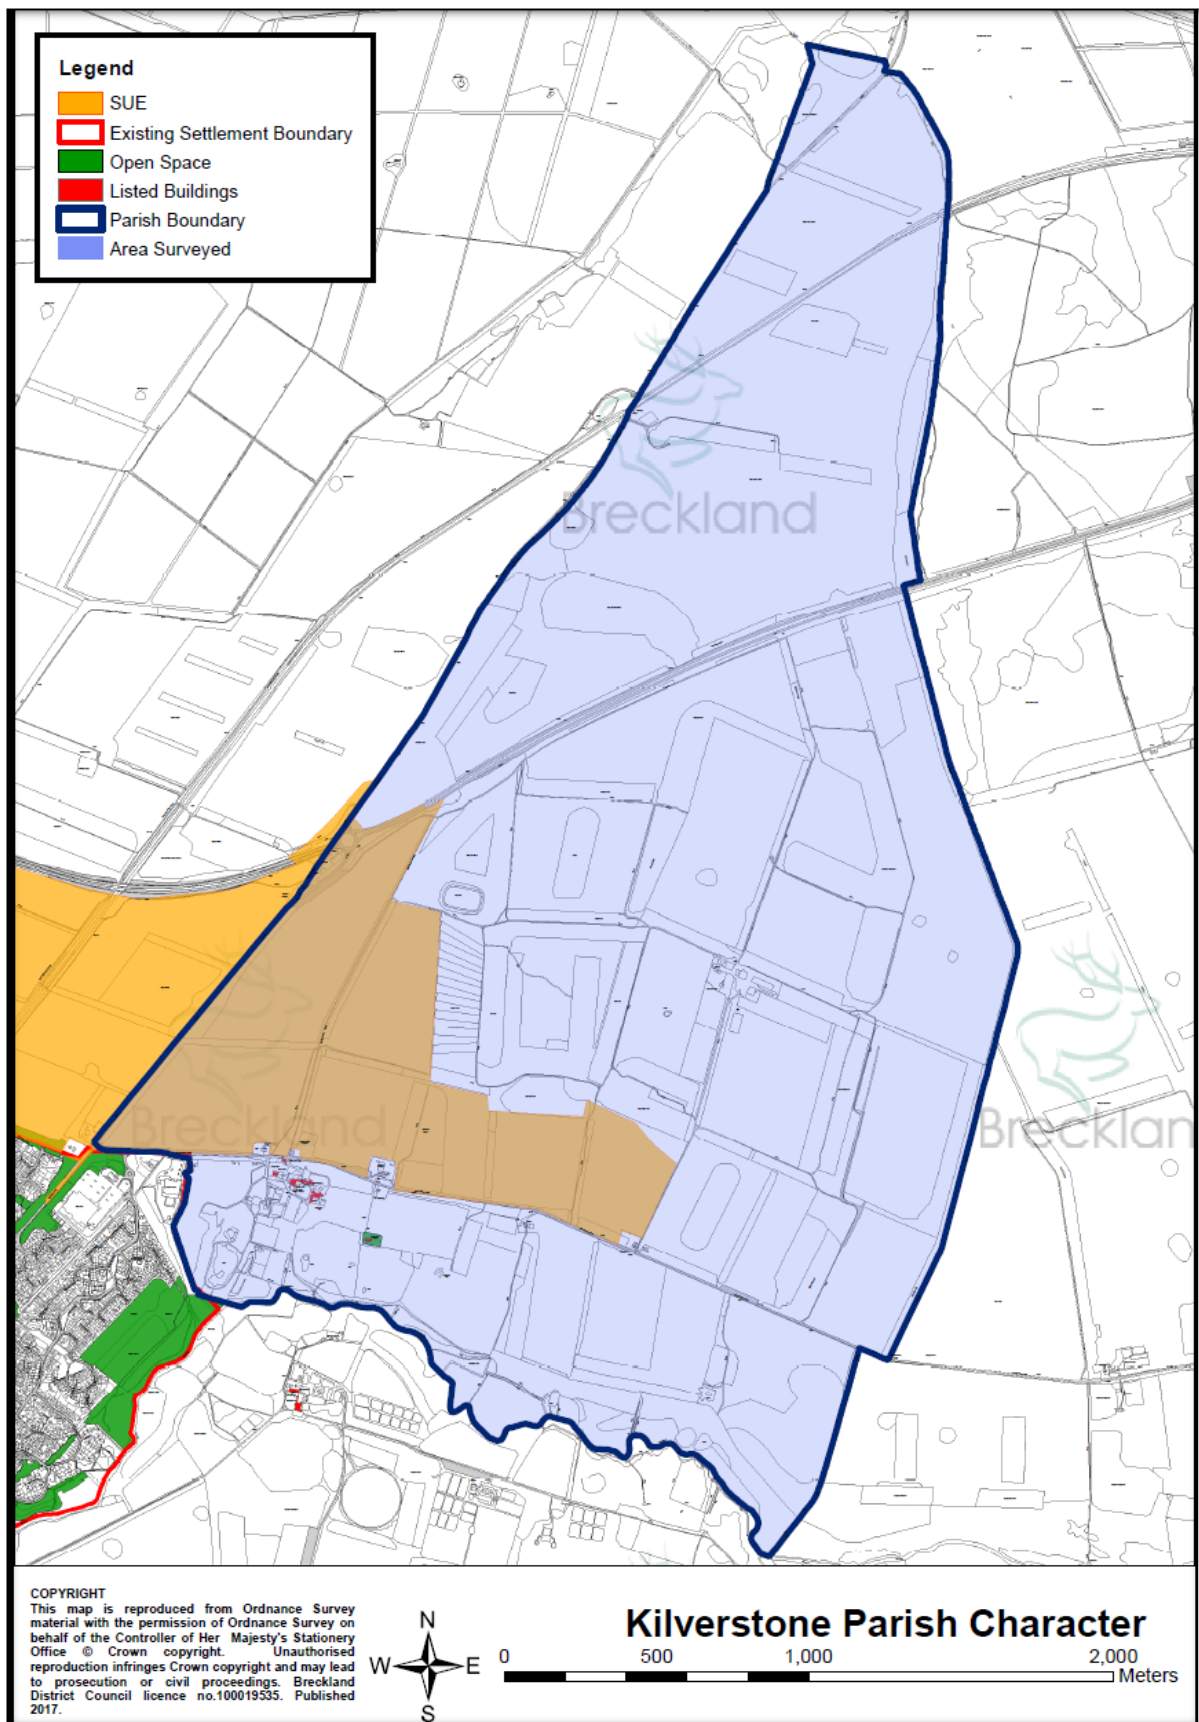 Legend
SUE
Existing Settlement Boundary
Open Space
Listed Buildings
Parish Boundary
Area Surveyed
Breckland
Breckland
Brecklan
COPYRIGHT
This map is reproduced from Ordnance Survey
material with the permission of Ordnance Survey on
behalf of the Controller of Her Majesty's Stationery
Office © Crown copyright. Unauthorised
reproduction infringes Crown copyright and may lead
to prosecution or civil proceedings. Breckland
District Council licence no.100019535. Published
2017.
N
W E
S
Kilverstone Parish Character
0 500 1,000 2,000
Meters